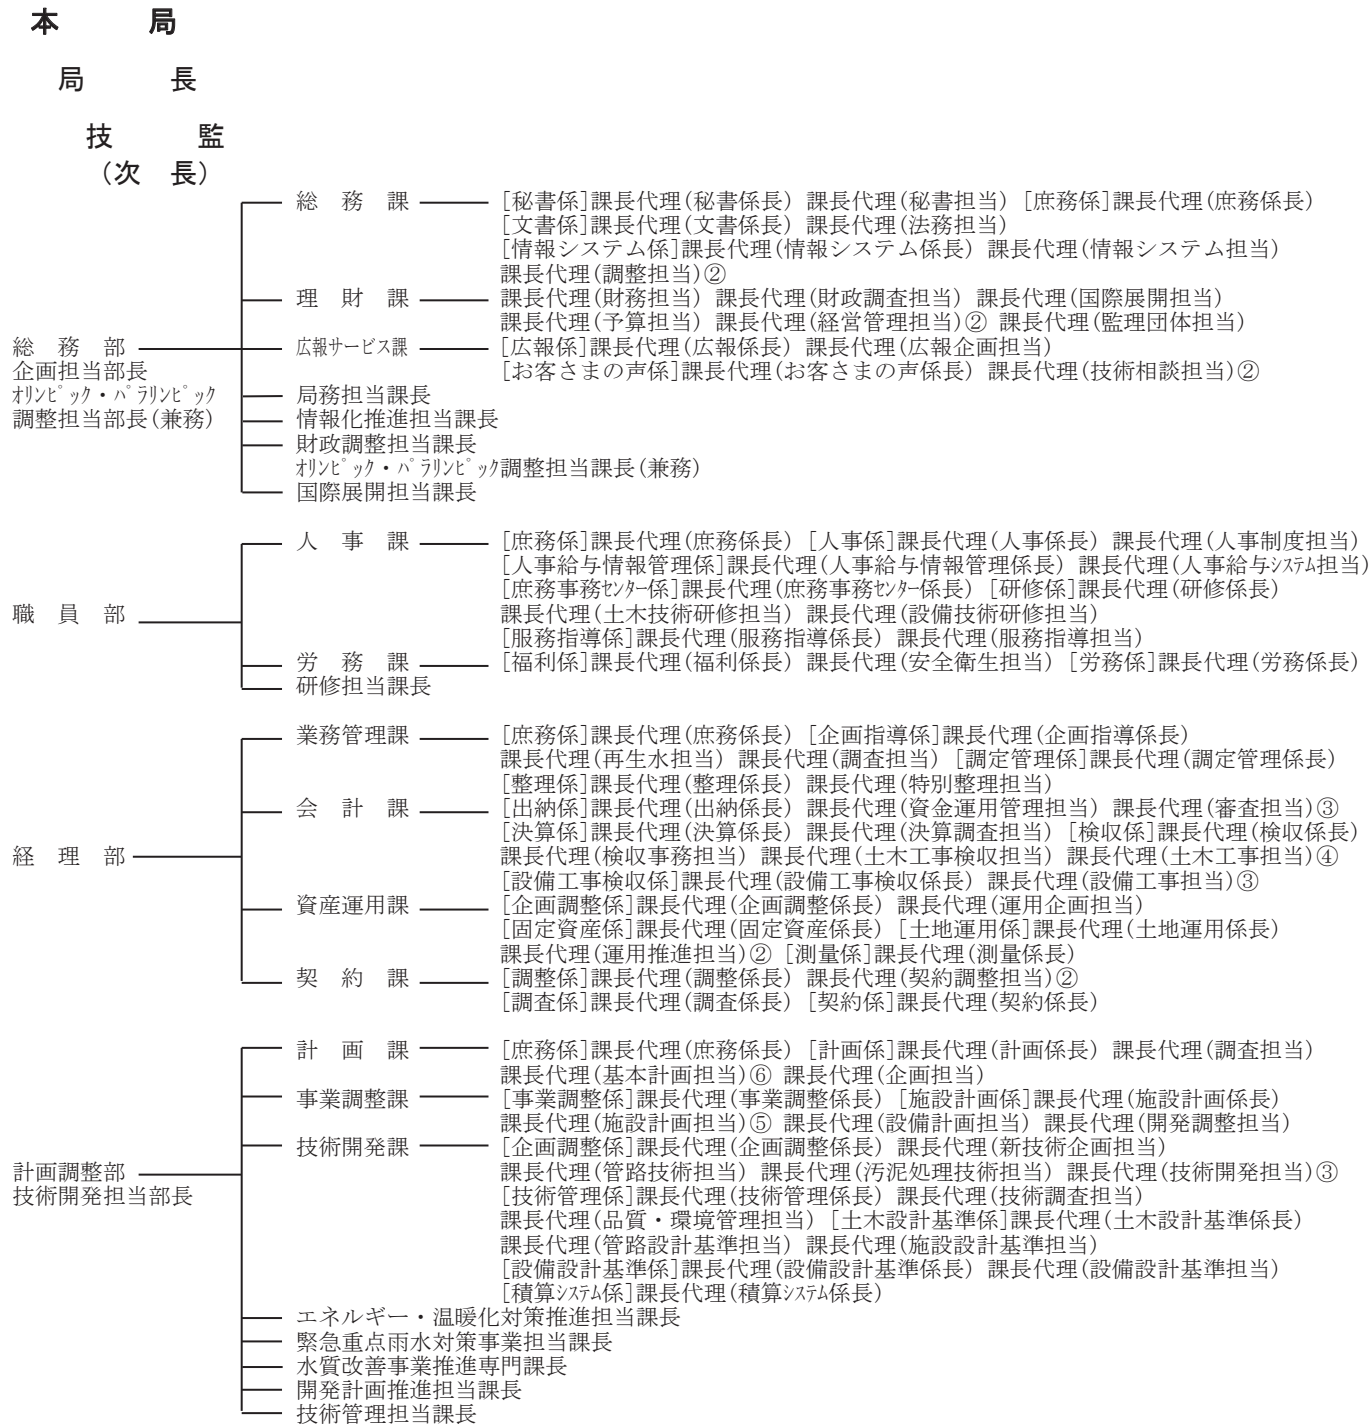 本　局
局　長
技　監
（次　長）
総　務　課　[秘書係]課長代理(秘書係長)　課長代理(秘書担当)　[庶務係]課長代理(庶務係長)
[文書係]課長代理(文書係長)　課長代理(法務担当)
[情報システム係]課長代理(情報システム係長)　課長代理(情報システム担当)
課長代理(調整担当)②
理　財　課　課長代理(財務担当)　課長代理(財政調査担当)　課長代理(国際展開担当)
課長代理(予算担当)　課長代理(経営管理担当)②　課長代理(監理団体担当)
総　務　部　広報サービス課　[広報係]課長代理(広報係長)　課長代理(広報企画担当)
企画担当部長　[お客さまの声係]課長代理(お客さまの声係長)　課長代理(技術相談担当)②
ｵﾘﾝﾋﾟｯｸ・ﾊﾟﾗﾘﾝﾋﾟｯｸ　局務担当課長
調整担当部長(兼務)　情報化推進担当課長
財政調整担当課長
ｵﾘﾝﾋﾟｯｸ・ﾊﾟﾗﾘﾝﾋﾟｯｸ調整担当課長(兼務)
国際展開担当課長
人　事　課　[庶務係]課長代理(庶務係長)　[人事係]課長代理(人事係長)　課長代理(人事制度担当)
[人事給与情報管理係]課長代理(人事給与情報管理係長)　課長代理(人事給与ｼｽﾃﾑ担当)
[庶務事務ｾﾝﾀｰ係]課長代理(庶務事務ｾﾝﾀｰ係長)　[研修係]課長代理(研修係長)
職　員　部　課長代理(土木技術研修担当)　課長代理(設備技術研修担当)
[服務指導係]課長代理(服務指導係長)　課長代理(服務指導担当)
労　務　課　[福利係]課長代理(福利係長)　課長代理(安全衛生担当)　[労務係]課長代理(労務係長)
研修担当課長
業務管理課　[庶務係]課長代理(庶務係長)　[企画指導係]課長代理(企画指導係長)
課長代理(再生水担当)　課長代理(調査担当)　[調定管理係]課長代理(調定管理係長)
[整理係]課長代理(整理係長)　課長代理(特別整理担当)
会　計　課　[出納係]課長代理(出納係長)　課長代理(資金運用管理担当)　課長代理(審査担当)③
[決算係]課長代理(決算係長)　課長代理(決算調査担当)　[検収係]課長代理(検収係長)
経　理　部　課長代理(検収事務担当)　課長代理(土木工事検収担当)　課長代理(土木工事担当)④
[設備工事検収係]課長代理(設備工事検収係長)　課長代理(設備工事担当)③
資産運用課　[企画調整係]課長代理(企画調整係長)　課長代理(運用企画担当)
[固定資産係]課長代理(固定資産係長)　[土地運用係]課長代理(土地運用係長)
課長代理(運用推進担当)②　[測量係]課長代理(測量係長)
契　約　課　[調整係]課長代理(調整係長)　課長代理(契約調整担当)②
[調査係]課長代理(調査係長)　[契約係]課長代理(契約係長)
計　画　課　[庶務係]課長代理(庶務係長)　[計画係]課長代理(計画係長)　課長代理(調査担当)
課長代理(基本計画担当)⑥　課長代理(企画担当)
事業調整課　[事業調整係]課長代理(事業調整係長)　[施設計画係]課長代理(施設計画係長)
課長代理(施設計画担当)⑤　課長代理(設備計画担当)　課長代理(開発調整担当)
技術開発課　[企画調整係]課長代理(企画調整係長)　課長代理(新技術企画担当)
計画調整部　課長代理(管路技術担当)　課長代理(汚泥処理技術担当)　課長代理(技術開発担当)③
技術開発担当部長　[技術管理係]課長代理(技術管理係長)　課長代理(技術調査担当)
課長代理(品質・環境管理担当)　[土木設計基準係]課長代理(土木設計基準係長)
課長代理(管路設計基準担当)　課長代理(施設設計基準担当)
[設備設計基準係]課長代理(設備設計基準係長)　課長代理(設備設計基準担当)
[積算ｼｽﾃﾑ係]課長代理(積算ｼｽﾃﾑ係長)
エネルギー・温暖化対策推進担当課長
緊急重点雨水対策事業担当課長
水質改善事業推進専門課長
開発計画推進担当課長
技術管理担当課長